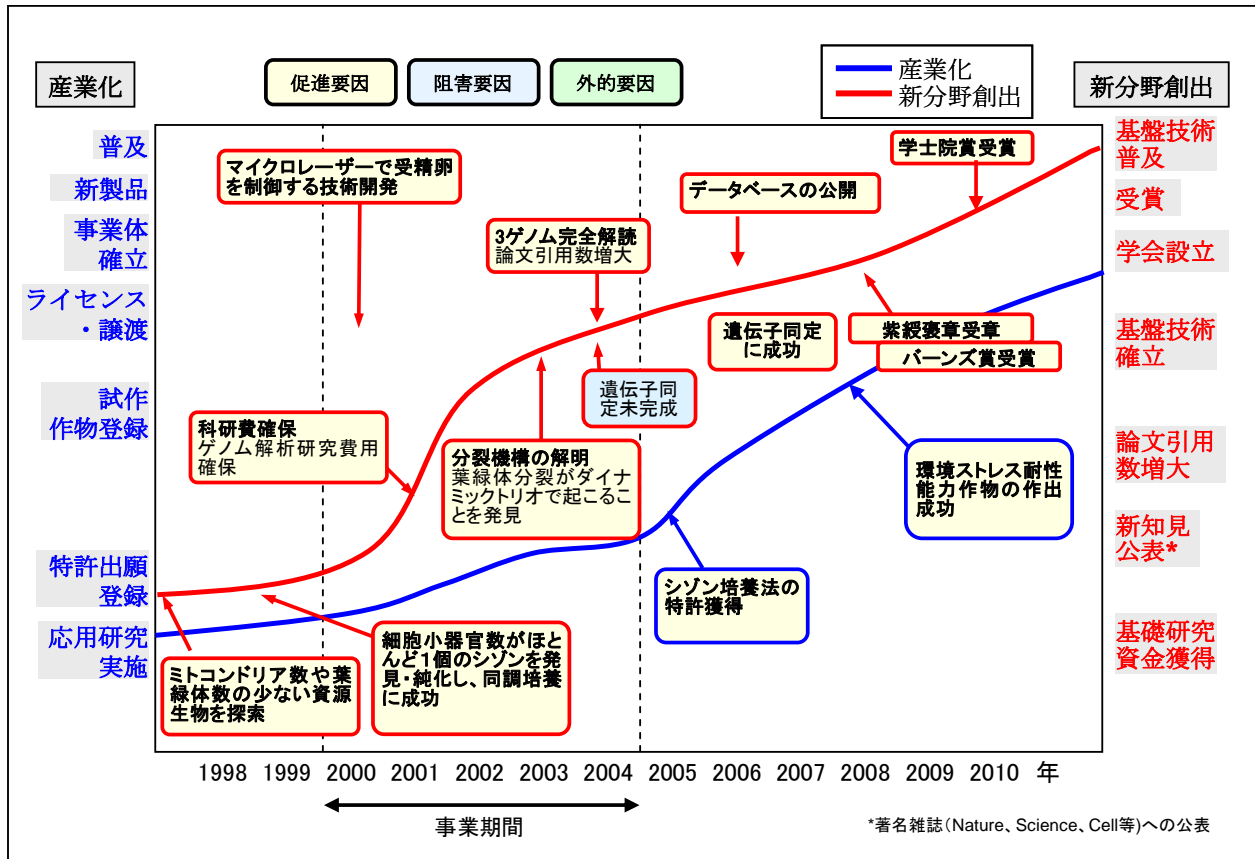 促進要因
阻害要因
外的要因
産業化
新分野創出
産業化
新分野創出
普及
新製品
事業体
確立
ライセンス
・譲渡
試作
作物登録
特許出願
登録
応用研究
実施
基盤技術
普及
受賞
学会設立
基盤技術
確立
論文引用
数増大
新知見
公表*
基礎研究
資金獲得
マイクロレーザーで受精卵
を制御する技術開発
3ゲノム完全解読
論文引用数増大
データベースの公開
学士院賞受賞
遺伝子同定
に成功
紫綬褒章受章
バーンズ賞受賞
遺伝子同
定未完成
科研費確保
ゲノム解析研究費用
確保
分裂機構の解明
葉緑体分裂がダイナ
ミックトリオで起こるこ
とを発見
環境ストレス耐性
能力作物の作出
成功
シゾン培養法の
特許獲得
ミトコンドリア数や葉
緑体数の少ない資源
生物を探索
細胞小器官数がほと
んど1個のシゾンを発
見・純化し、同調培養
に成功
1998 1999 2000 2001 2002 2003 2004 2005 2006 2007 2008 2009 2010 年
事業期間
*著名雑誌(Nature、Science、Cell等)への公表